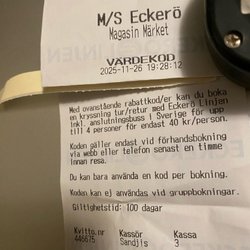 M/S Eckerö
Magasin Märket
VÄRDEKOD
2025-11-26 19:28:12
Med ovanstående rabattkod/er kan du boka
en kryssning tur/retur med Eckerö Linjen
Inkl. anslutningsbuss i Sverige för upp
till 4 personer för endast 40 kr/person.
Koden gäller endast vid förhandsbokning
via webb eller telefon senast en timme
innan resa.
Du kan bara använda en kod per bokning.
Koden kan ej användas vid gruppbokningar.
Giltighetstid: 100 dagar
Kvitto.nr Kassör Kassa
446675 Sandjis 3